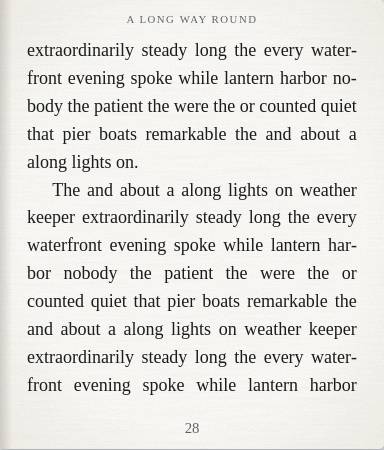 A LONG WAY ROUND
extraordinarily steady long the every water-
front evening spoke while lantern harbor no-
body the patient the were the or counted quiet
that pier boats remarkable the and about a
along lights on.
The and about a along lights on weather
keeper extraordinarily steady long the every
waterfront evening spoke while lantern har-
bor nobody the patient the were the or
counted quiet that pier boats remarkable the
and about a along lights on weather keeper
extraordinarily steady long the every water-
front evening spoke while lantern harbor
28